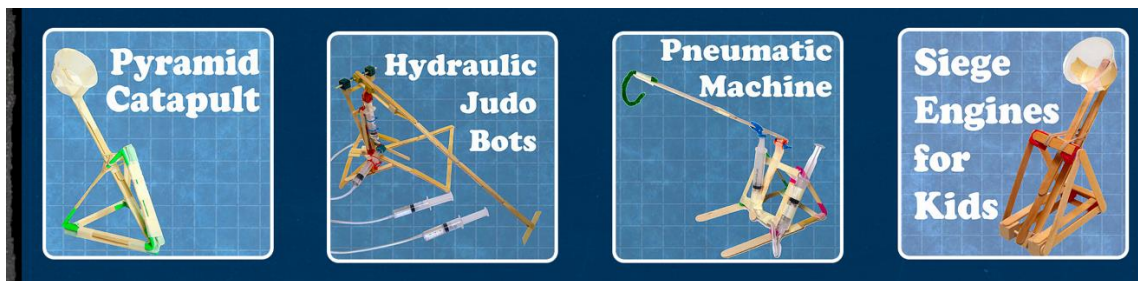 Pyramid
Catapult
Hydraulic
Judo
Bots
Pneumatic
Machine
Siege
Engines
for
Kids